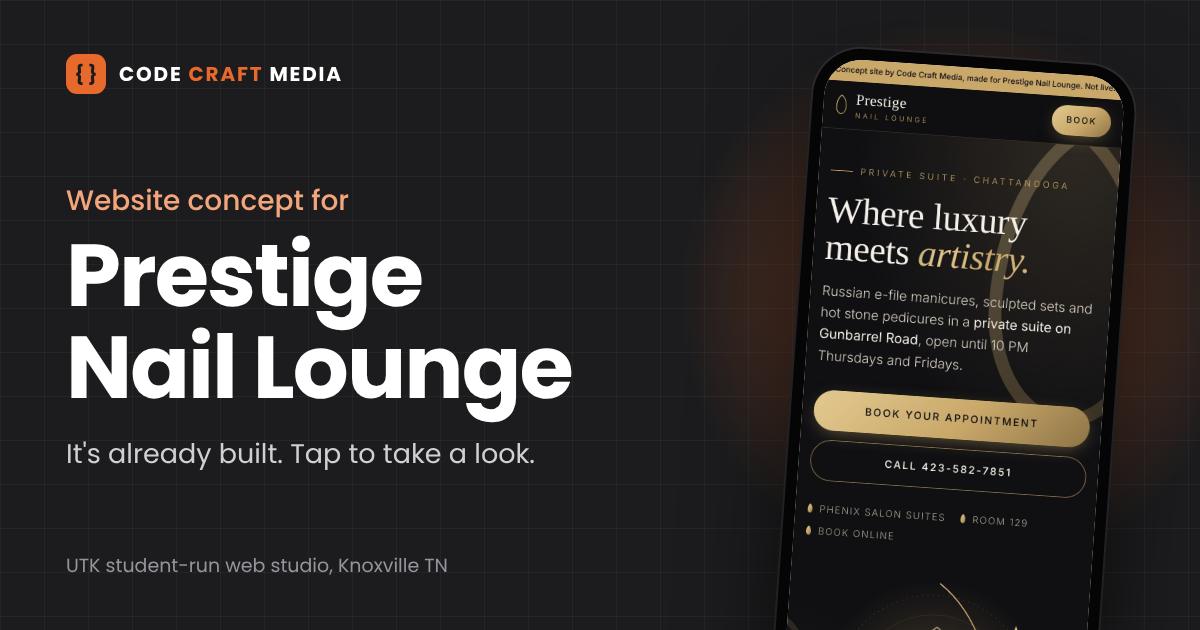 { } CODE CRAFT MEDIA
Website concept for
Prestige
Nail Lounge
It's already built. Tap to take a look.
UTK student-run web studio, Knoxville TN
Concept site by Code Craft Media, made for Prestige Nail Lounge. Not live.
Prestige
NAIL LOUNGE
BOOK
PRIVATE SUITE · CHATTANOOGA
Where luxury
meets artistry.
Russian e-file manicures, sculpted sets and
hot stone pedicures in a private suite on
Gunbarrel Road, open until 10 PM
Thursdays and Fridays.
BOOK YOUR APPOINTMENT
CALL 423-582-7851
PHENIX SALON SUITES ROOM 129
BOOK ONLINE